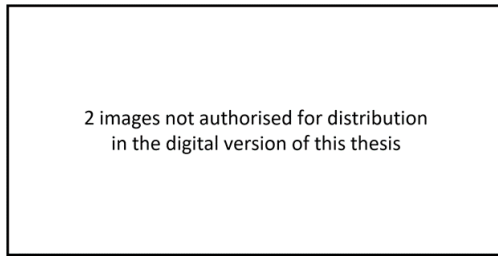 2 images not authorised for distribution
in the digital version of this thesis